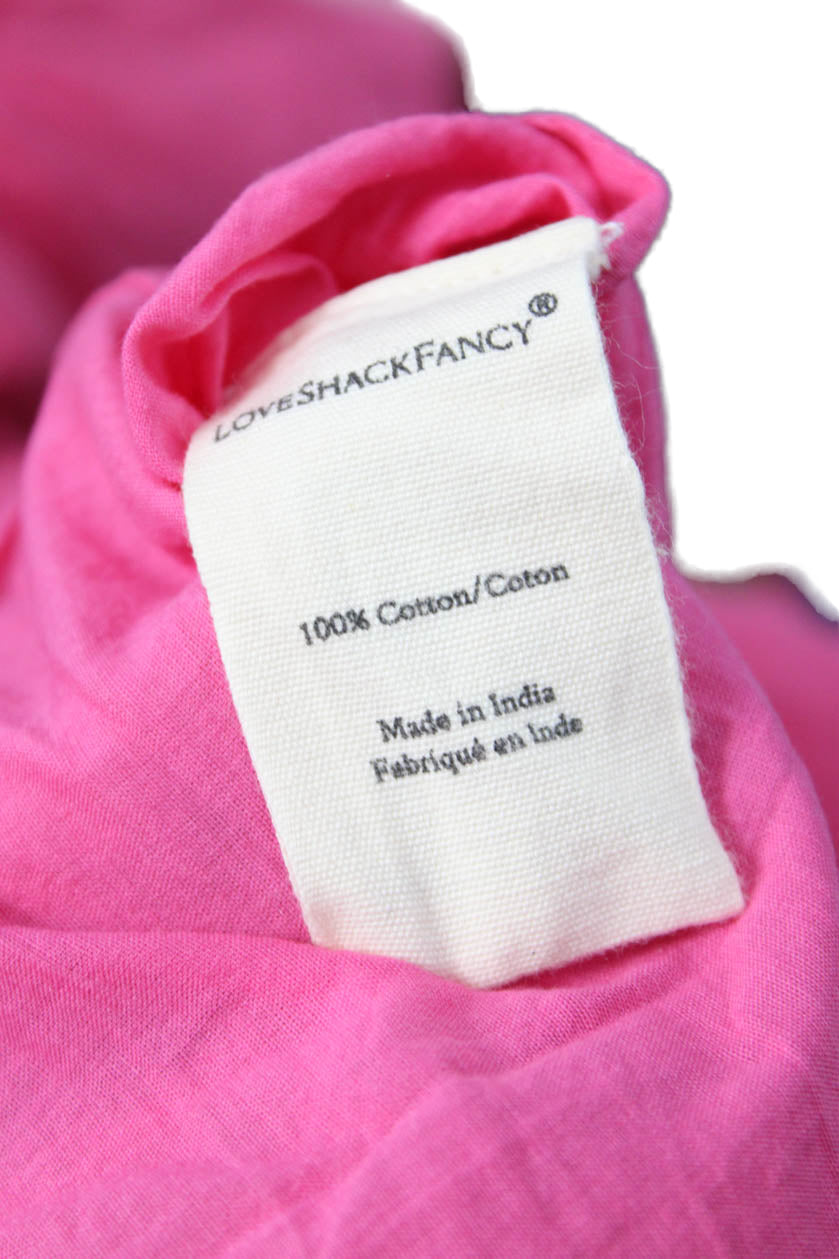 LOVESHACKFANCY®
100% Cotton/Coton
Made in India
Fabriqué en Inde